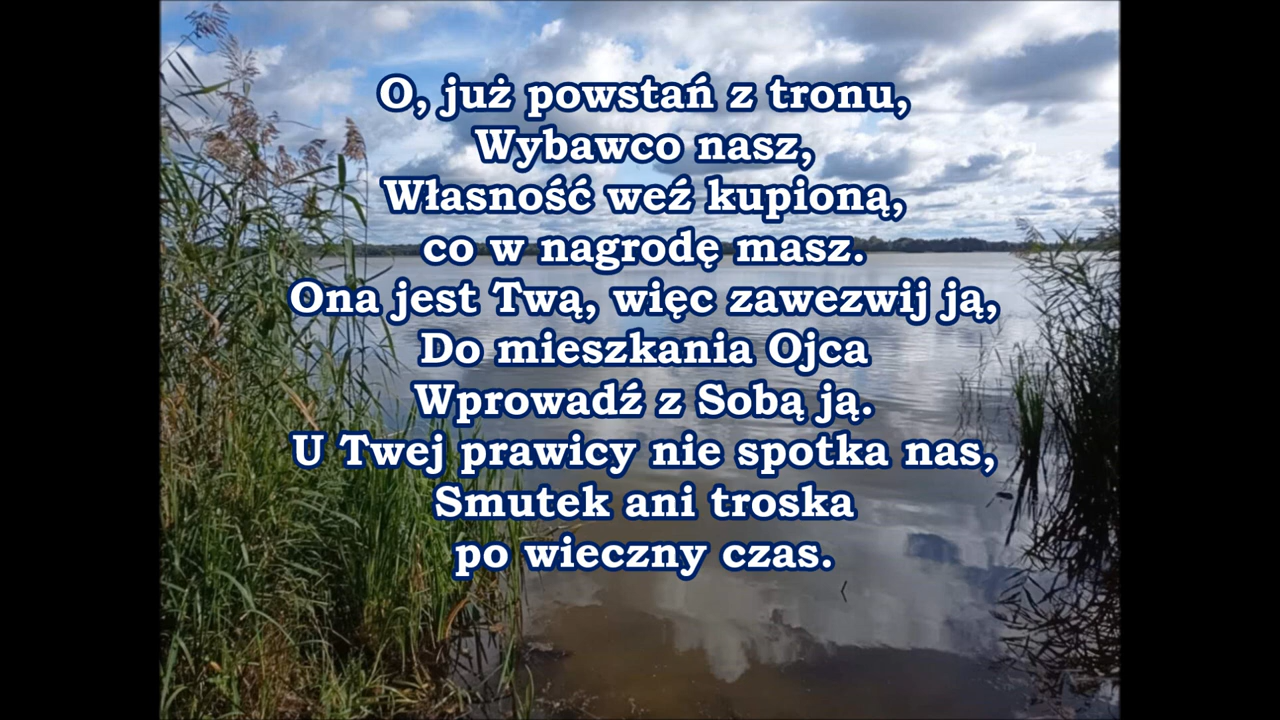 O, już powstań z tronu,
Wybawco nasz,
Własność weź kupioną,
co w nagrodę masz.
Ona jest Twą, więc zawezwij ją,
Do mieszkania Ojca
Wprowadź z Sobą ją.
U Twej prawicy nie spotka nas,
Smutek ani troska
po wieczny czas.